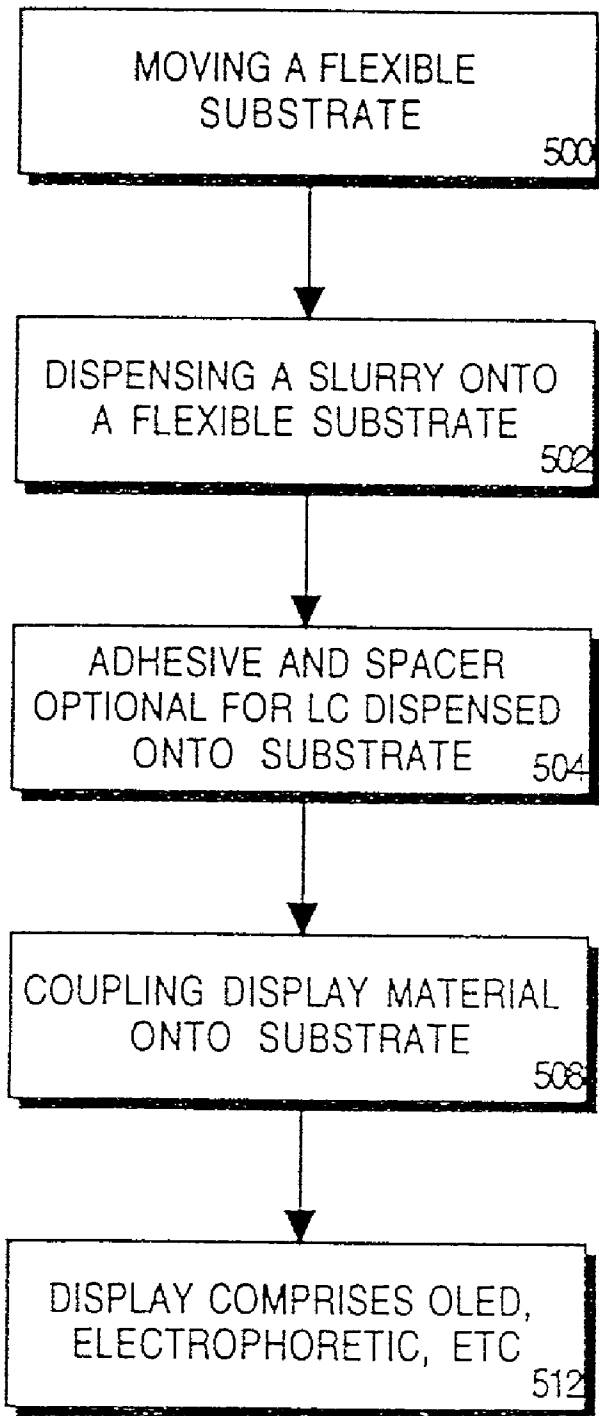 MOVING A FLEXIBLE
SUBSTRATE
500
DISPENSING A SLURRY ONTO
A FLEXIBLE SUBSTRATE
502
ADHESIVE AND SPACER
OPTIONAL FOR LC DISPENSED
ONTO SUBSTRATE
504
COUPLING DISPLAY MATERIAL
ONTO SUBSTRATE
508
DISPLAY COMPRISES OLED,
ELECTROPHORETIC, ETC
512